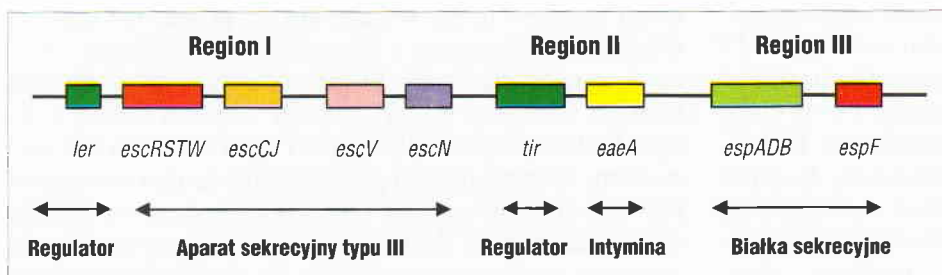 Region I Region II Region III
ler escRSTW escCJ escV escN tir eaeA espADB espF
Regulator Aparat sekrecyjny typu III Regulator Intymina Białka sekrecyjne